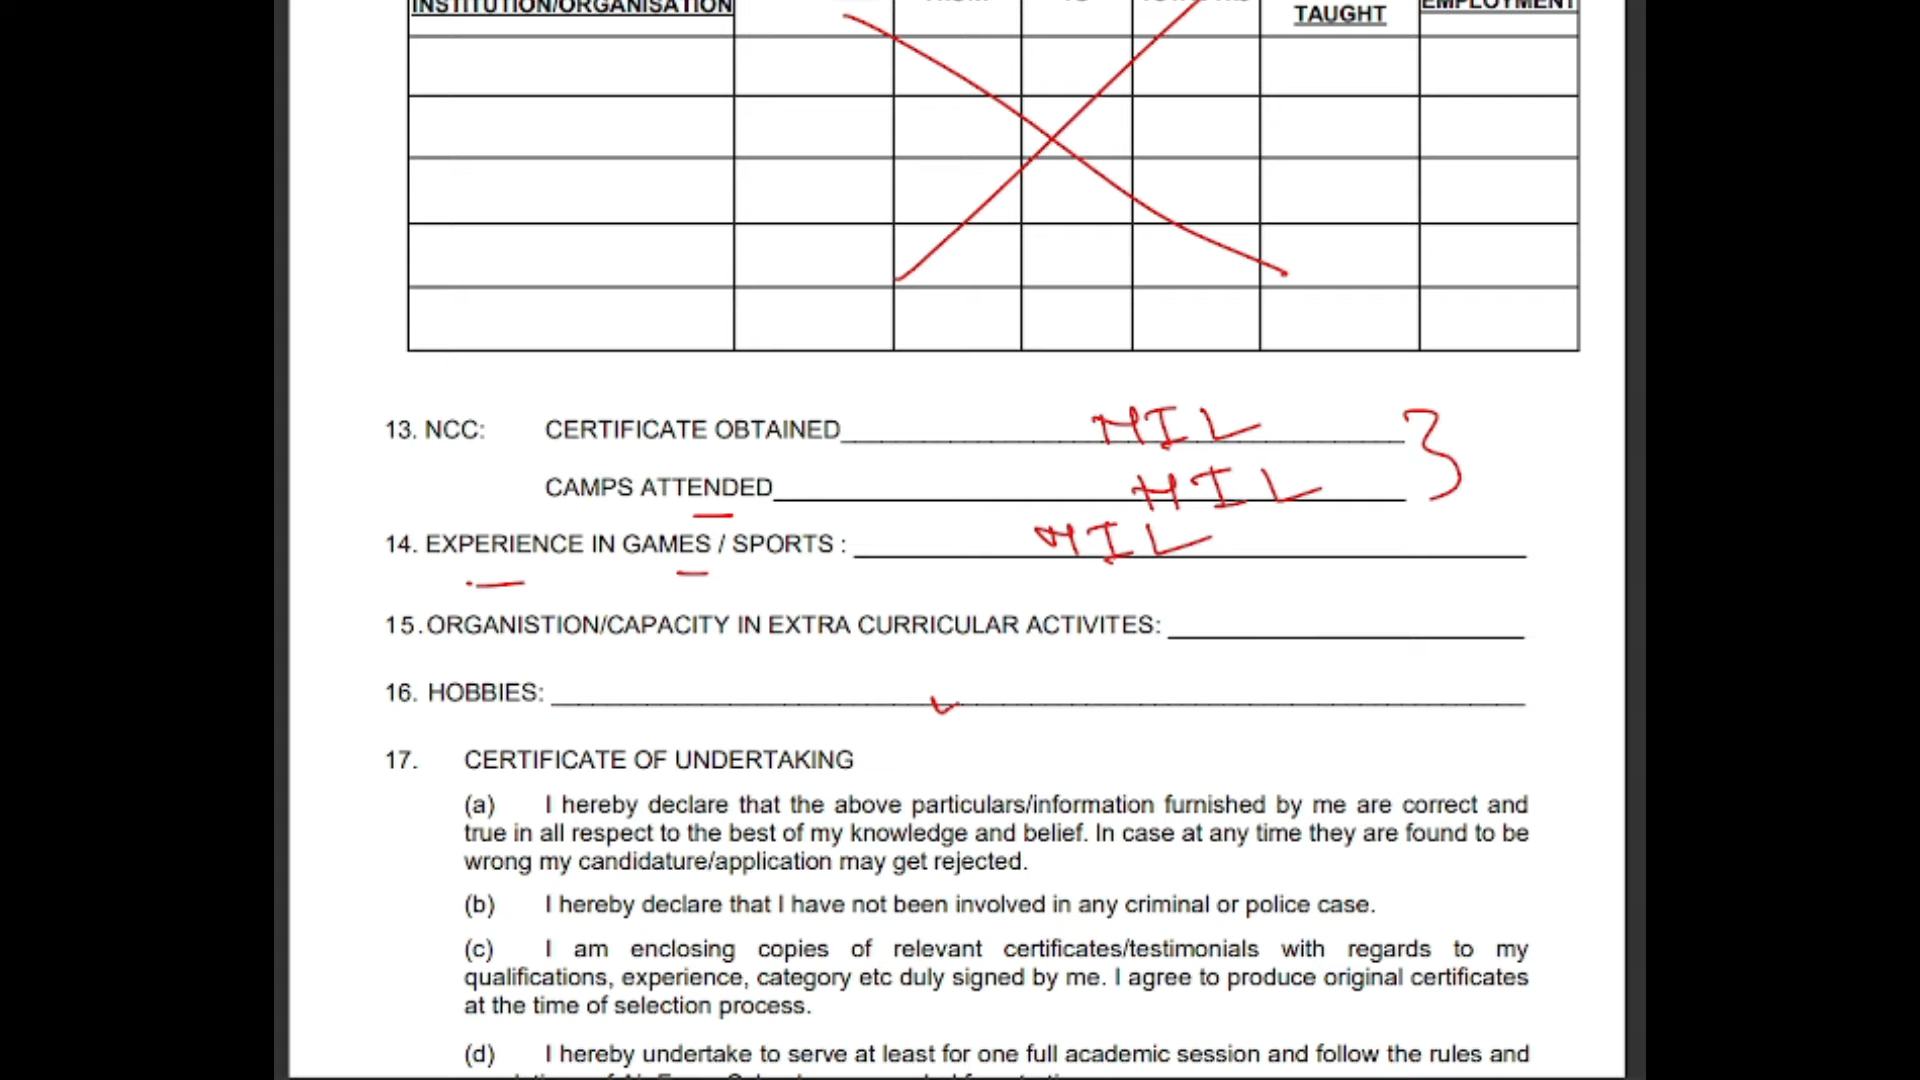 INSTITUTION/ORGANISATION
TAUGHT
EMPLOYMENT
13. NCC: CERTIFICATE OBTAINED NIL
CAMPS ATTENDED NIL
14. EXPERIENCE IN GAMES / SPORTS : NIL
15. ORGANISTION/CAPACITY IN EXTRA CURRICULAR ACTIVITES:
16. HOBBIES:
17. CERTIFICATE OF UNDERTAKING
(a) I hereby declare that the above particulars/information furnished by me are correct and
true in all respect to the best of my knowledge and belief. In case at any time they are found to be
wrong my candidature/application may get rejected.
(b) I hereby declare that I have not been involved in any criminal or police case.
(c) I am enclosing copies of relevant certificates/testimonials with regards to my
qualifications, experience, category etc duly signed by me. I agree to produce original certificates
at the time of selection process.
(d) I hereby undertake to serve at least for one full academic session and follow the rules and